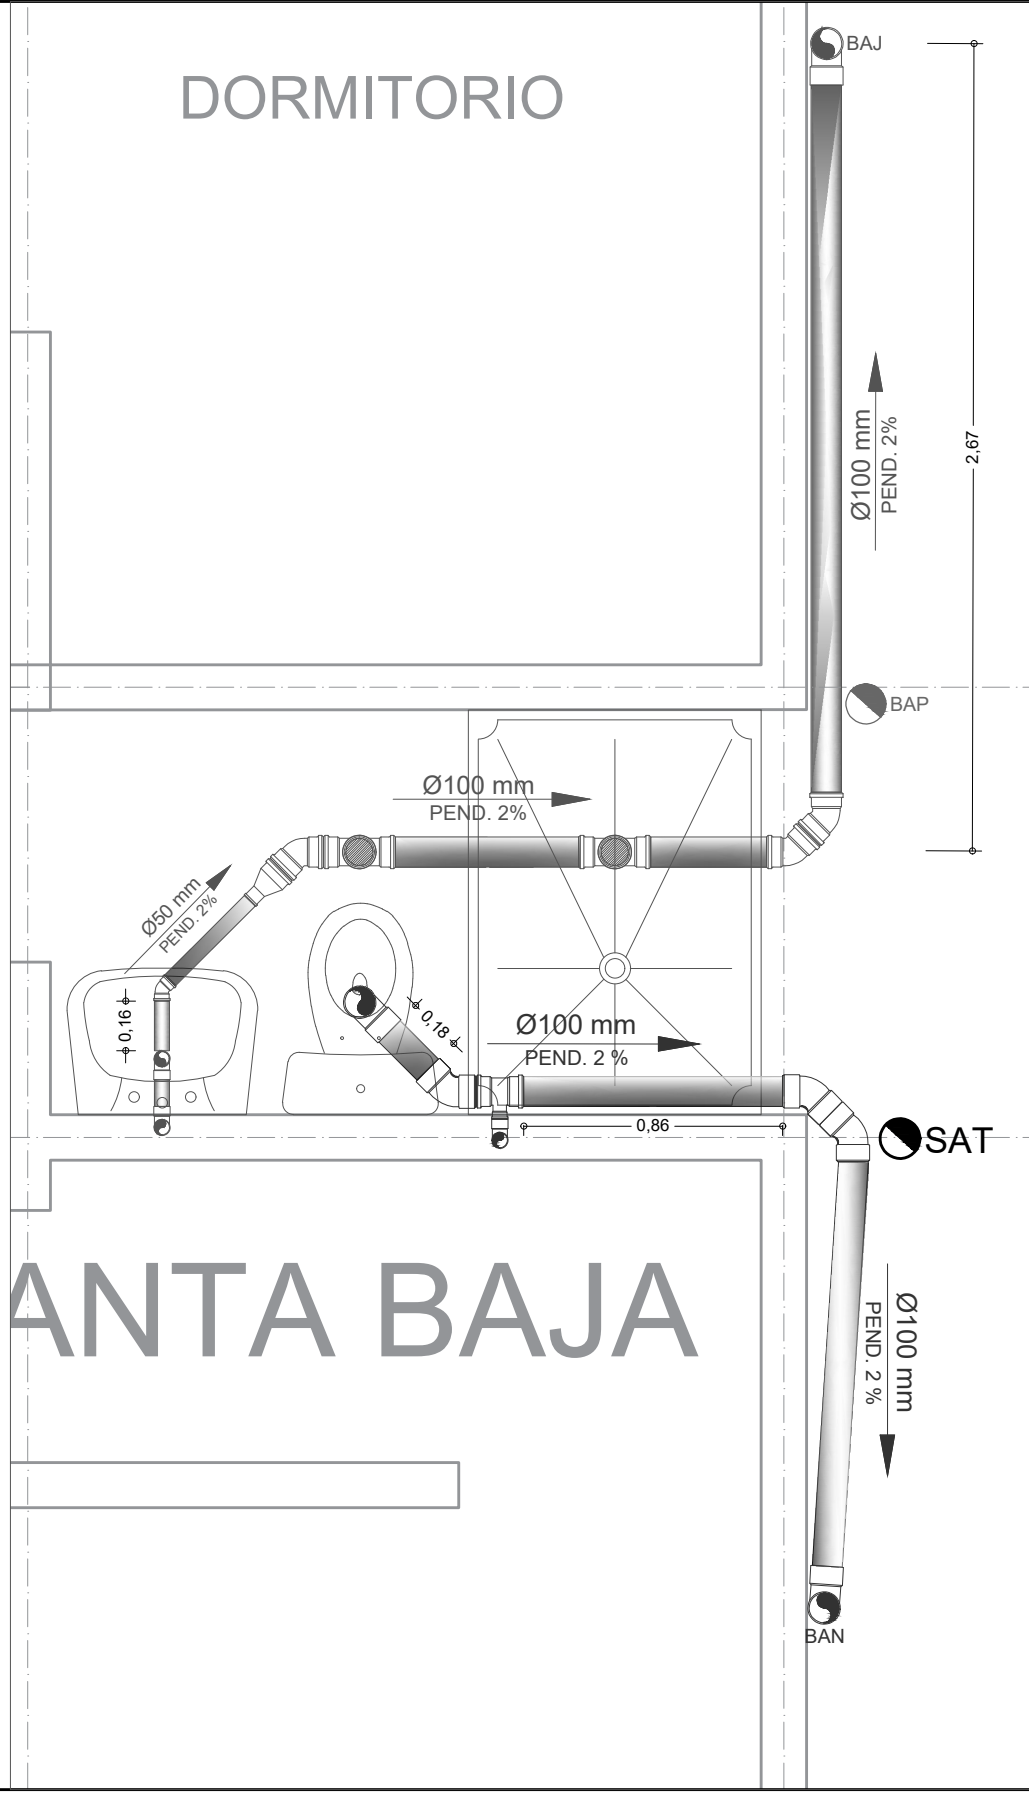 BAJ
DORMITORIO
Ø100 mm
PEND. 2%
2,67
BAP
Ø100 mm
PEND. 2%
Ø50 mm
PEND. 2%
0,16
0,18
Ø100 mm
PEND. 2 %
0,86
SAT
ANTA BAJA
Ø100 mm
PEND. 2 %
BAN